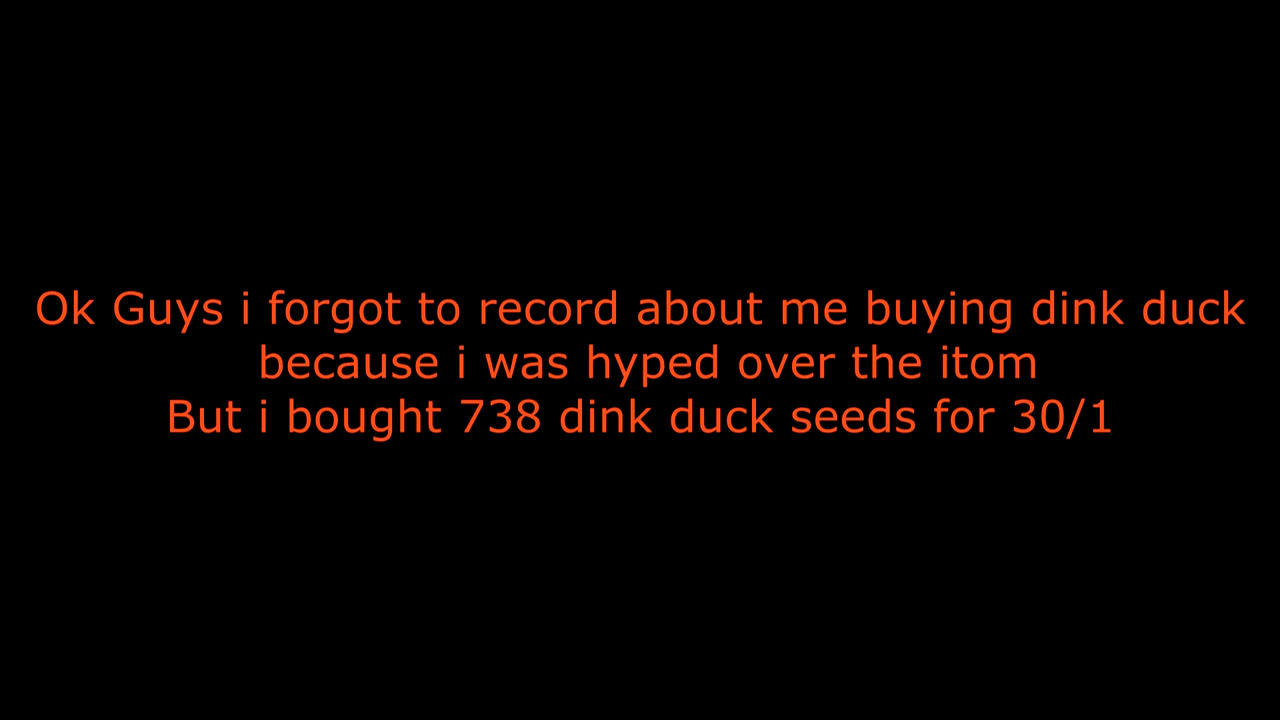 Ok Guys i forgot to record about me buying dink duck
because i was hyped over the itom
But i bought 738 dink duck seeds for 30/1